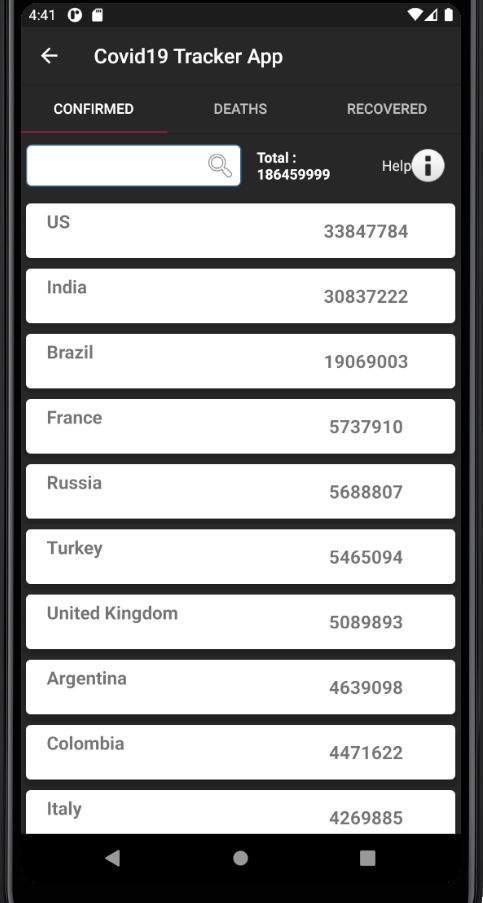 4:41
Covid19 Tracker App
CONFIRMED DEATHS RECOVERED
Total :
186459999
Help
US 33847784
India 30837222
Brazil 19069003
France 5737910
Russia 5688807
Turkey 5465094
United Kingdom 5089893
Argentina 4639098
Colombia 4471622
Italy 4269885